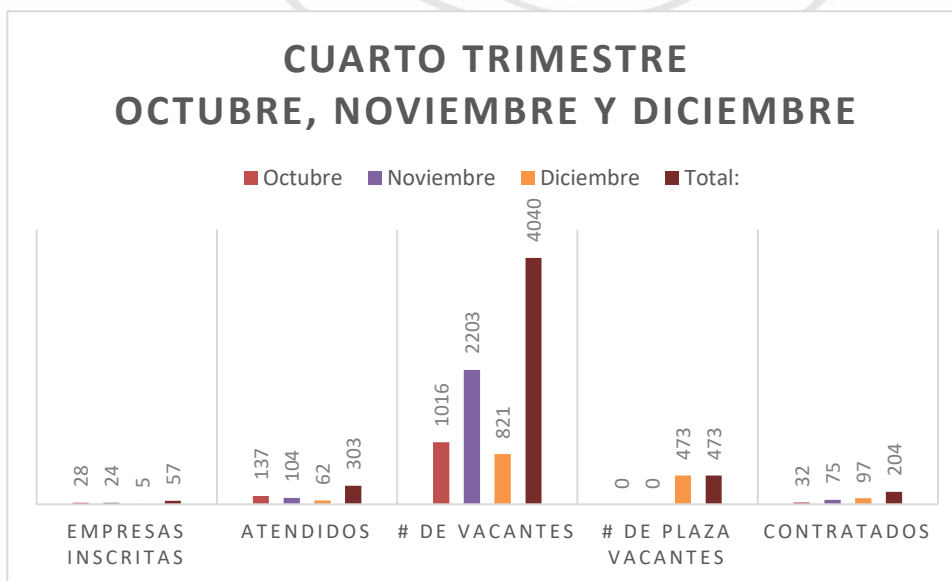 CUARTO TRIMESTRE
OCTUBRE, NOVIEMBRE Y DICIEMBRE
Octubre Noviembre Diciembre Total:
28 24 5 57
137 104 62 303
1016 2203 821 4040
0 0 473 473
32 75 97 204
EMPRESAS
INSCRITAS
ATENDIDOS
# DE VACANTES
# DE PLAZA
VACANTES
CONTRATADOS